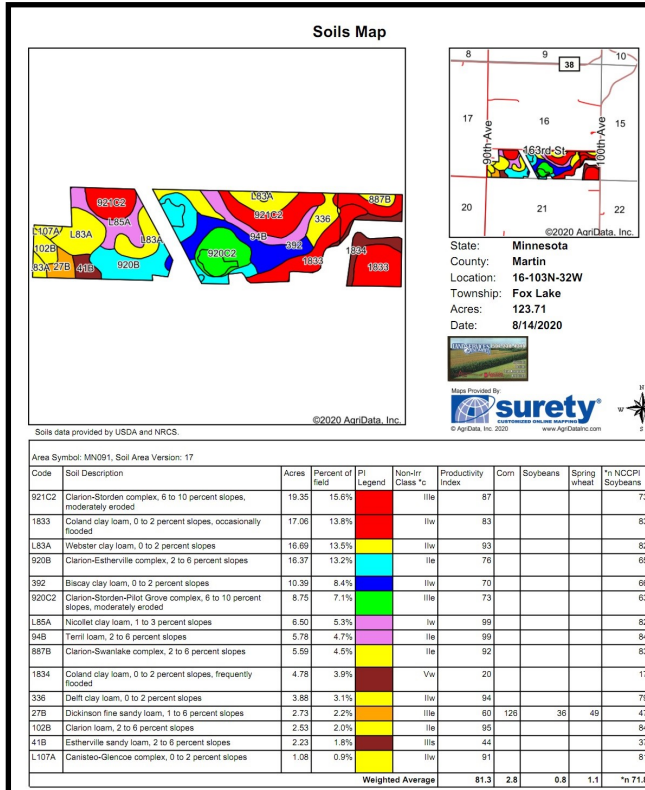 Soils Map
921C2
L85A
L107A
L83A
L83A
102B
L83A
27B
41B
920B
L83A
887B
921C2
336
94B
392
920C2
1833
1834
1833
©2020 AgriData, Inc.
Soils data provided by USDA and NRCS.
8
9
10
38
17
16
15
90th Ave
163rd St
100th Ave
20
21
22
©2020 AgriData, Inc.
State: Minnesota
County: Martin
Location: 16-103N-32W
Township: Fox Lake
Acres: 123.71
Date: 8/14/2020
Maps Provided By:
surety®
CUSTOMIZED ONLINE MAPPING
© AgriData, Inc. 2020 www.AgriDataInc.com
N
W
S
Area Symbol: MN091, Soil Area Version: 17
Code Soil Description Acres Percent of field PI Legend Non-Irr Class *c Productivity Index Corn Soybeans Spring wheat *n NCCPI Soybeans
921C2 Clarion-Storden complex, 6 to 10 percent slopes, moderately eroded 19.35 15.6% IIIe 87
1833 Coland clay loam, 0 to 2 percent slopes, occasionally flooded 17.06 13.8% IIw 83
L83A Webster clay loam, 0 to 2 percent slopes 16.69 13.5% IIw 93
920B Clarion-Estherville complex, 2 to 6 percent slopes 16.37 13.2% IIe 76
392 Biscay clay loam, 0 to 2 percent slopes 10.39 8.4% IIw 70
920C2 Clarion-Storden-Pilot Grove complex, 6 to 10 percent slopes, moderately eroded 8.75 7.1% IIIe 73
L85A Nicollet clay loam, 1 to 3 percent slopes 6.50 5.3% Iw 99
94B Terril loam, 2 to 6 percent slopes 5.78 4.7% IIe 99
887B Clarion-Swanlake complex, 2 to 6 percent slopes 5.59 4.5% IIe 92
1834 Coland clay loam, 0 to 2 percent slopes, frequently flooded 4.78 3.9% Vw 20
336 Delft clay loam, 0 to 2 percent slopes 3.88 3.1% IIw 94
27B Dickinson fine sandy loam, 1 to 6 percent slopes 2.73 2.2% IIIe 60 126 36 49
102B Clarion loam, 2 to 6 percent slopes 2.53 2.0% IIe 95
41B Estherville sandy loam, 2 to 6 percent slopes 2.23 1.8% IIIs 44
L107A Canisteo-Glencoe complex, 0 to 2 percent slopes 1.08 0.9% IIw 91
Weighted Average 81.3 2.8 0.8 1.1 *n 71.